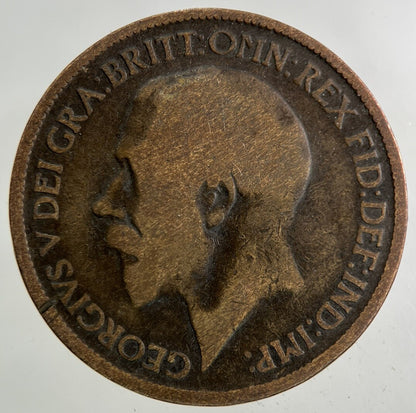 GEORGIVS V DEI GRA: BRITT: OMN: REX FID: DEF: IND: IMP: